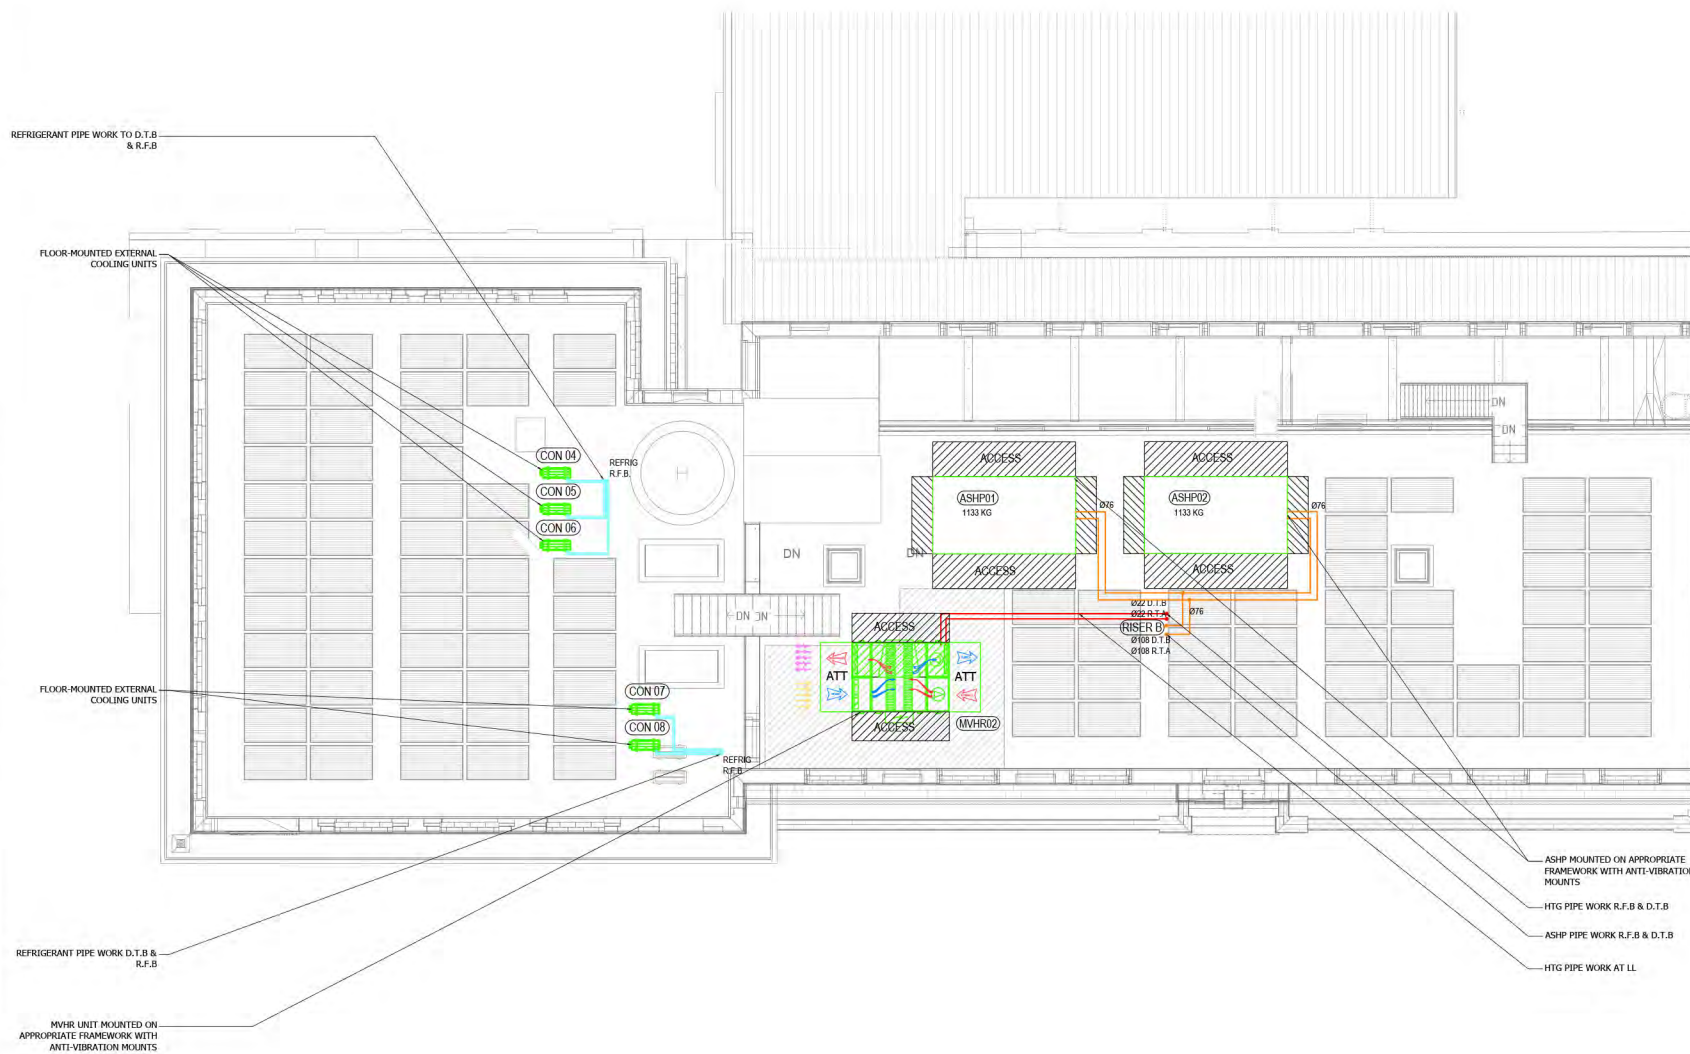 REFRIGERANT PIPE WORK TO D.T.B
& R.F.B
FLOOR-MOUNTED EXTERNAL
COOLING UNITS
CON 04
REFRIG
R.F.B.
CON 05
CON 06
DN
DN
ACCESS
ACCESS
ASHP01
1133 KG
Ø76
ASHP02
1133 KG
Ø76
DN
DN
ACCESS
ACCESS
H
DN
DN
Ø22 D.T.B
Ø22 R.T.A
Ø76
RISER B
Ø108 D.T.B
Ø108 R.T.A
ACCESS
ATT
ATT
ACCESS
MVHR02
FLOOR-MOUNTED EXTERNAL
COOLING UNITS
CON 07
CON 08
REFRIG
R.F.B
ASHP MOUNTED ON APPROPRIATE
FRAMEWORK WITH ANTI-VIBRATION
MOUNTS
HTG PIPE WORK R.F.B & D.T.B
ASHP PIPE WORK R.F.B & D.T.B
HTG PIPE WORK AT LL
REFRIGERANT PIPE WORK D.T.B &
R.F.B
MVHR UNIT MOUNTED ON
APPROPRIATE FRAMEWORK WITH
ANTI-VIBRATION MOUNTS